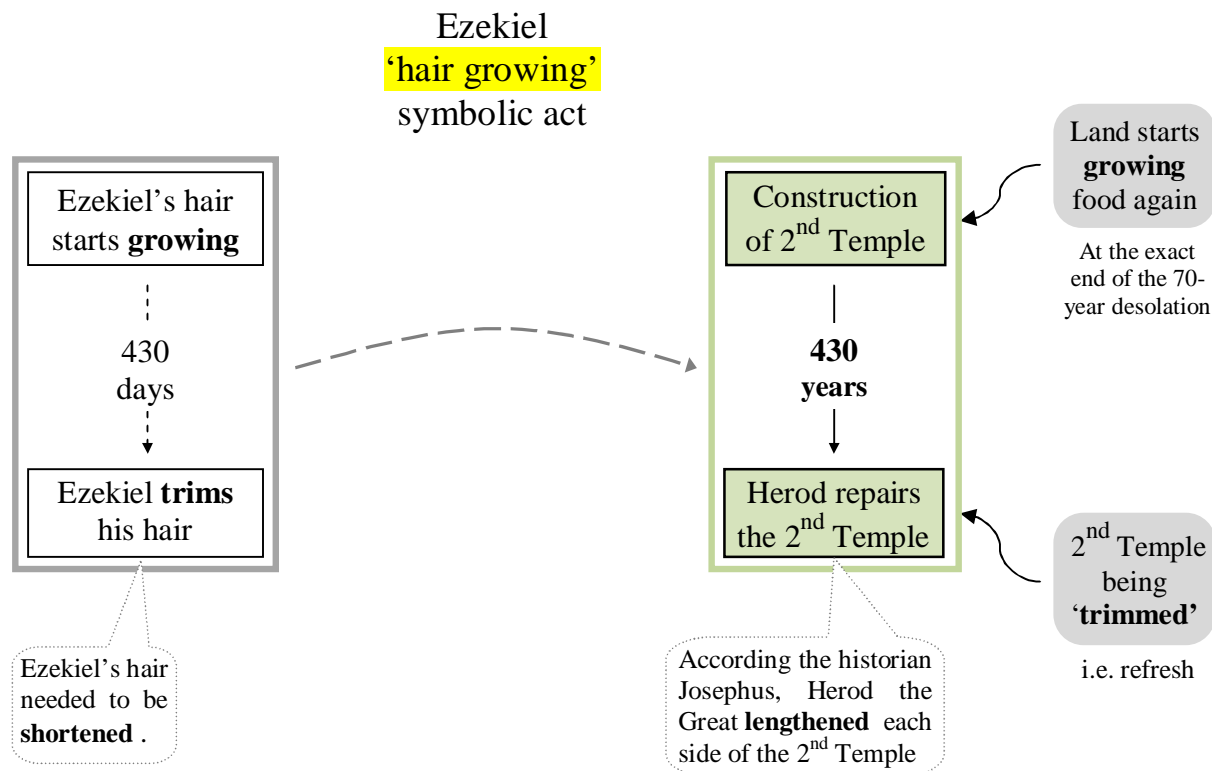 Ezekiel
‘hair growing’
symbolic act
Ezekiel’s hair
starts growing
430
days
Ezekiel trims
his hair
Ezekiel’s hair
needed to be
shortened .
Construction
of 2nd Temple
430
years
Herod repairs
the 2nd Temple
According the historian
Josephus, Herod the
Great lengthened each
side of the 2nd Temple
Land starts
growing
food again
At the exact
end of the 70-
year desolation
2nd Temple
being
‘trimmed’
i.e. refresh